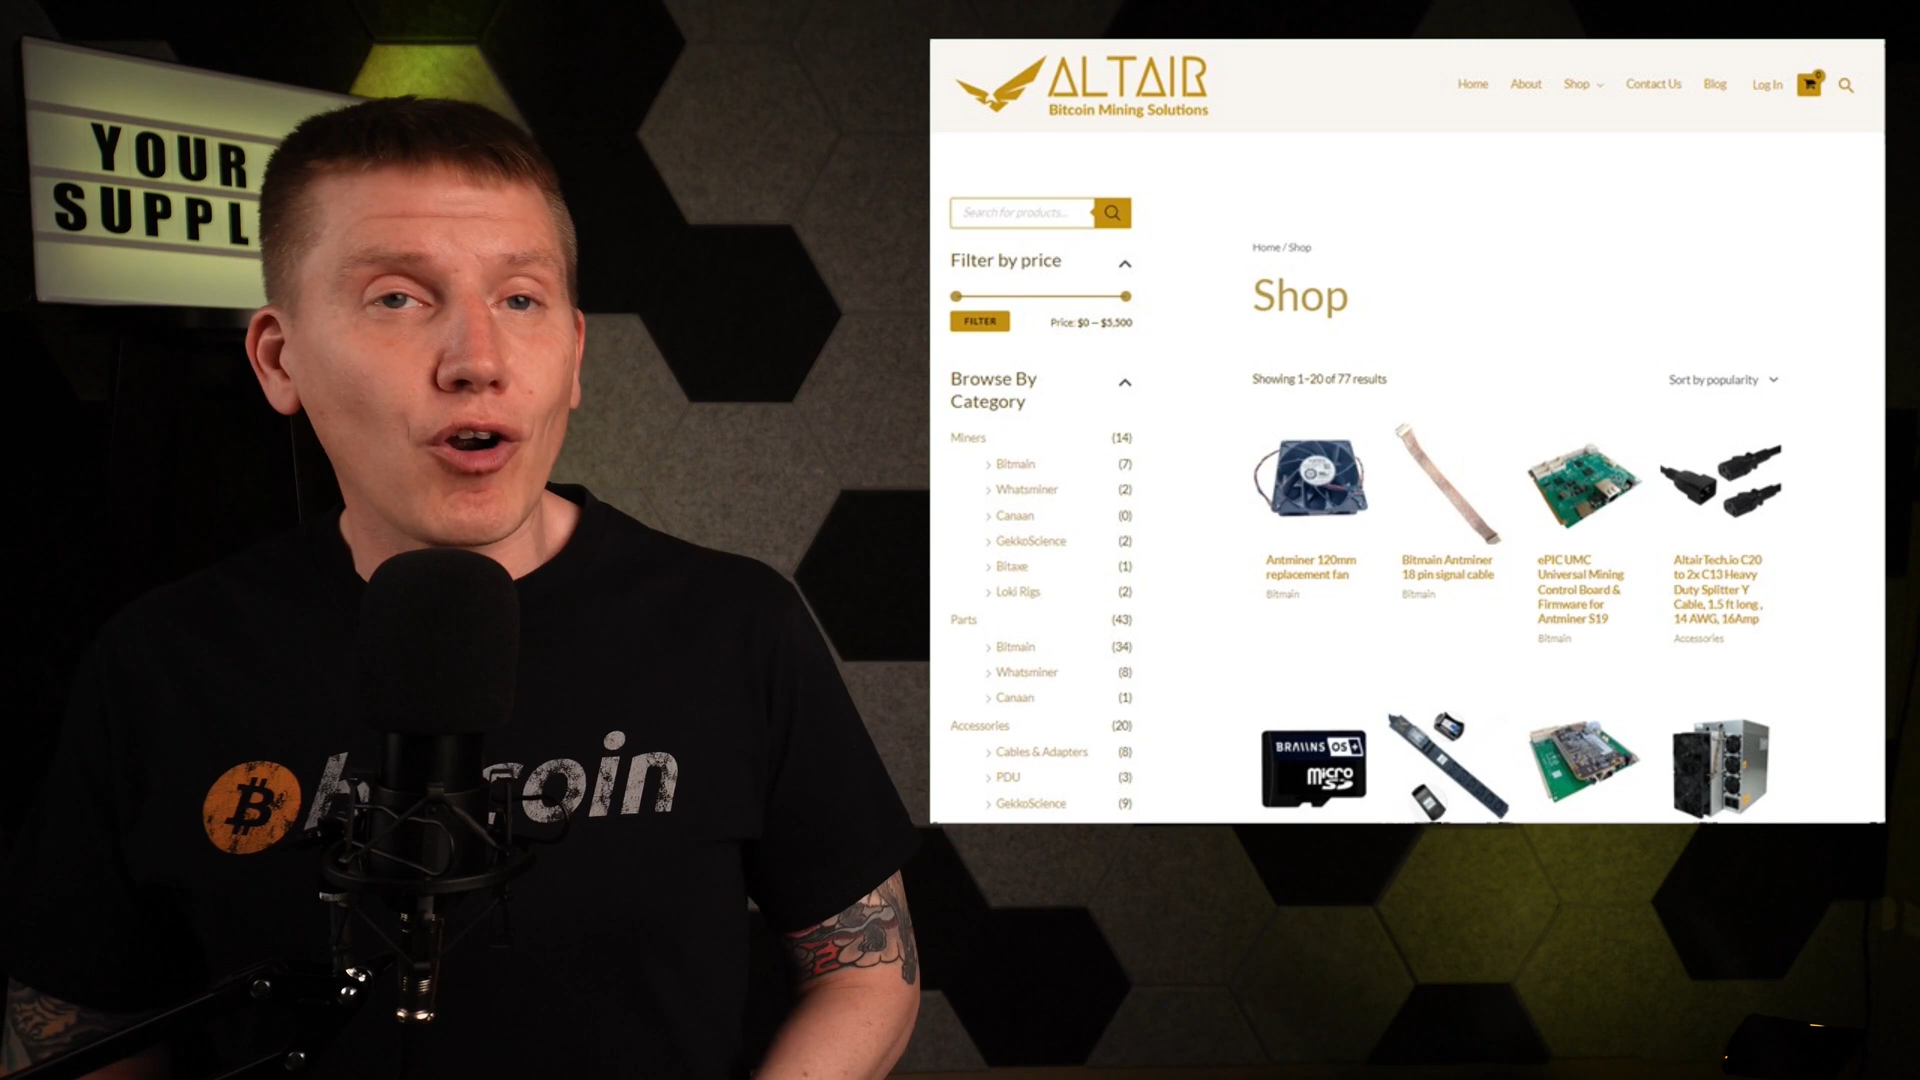 YOUR
SUPPL
bitcoin
ALTAIR
Bitcoin Mining Solutions
Home
About
Shop
Contact Us
Blog
Log In
0
Search for products...
Filter by price
FILTER
Price: $0 — $5,500
Browse By
Category
Miners (14)
Bitmain (7)
Whatsminer (2)
Canaan (0)
GekkoScience (2)
Bitaxe (1)
Loki Rigs (2)
Parts (43)
Bitmain (34)
Whatsminer (8)
Canaan (1)
Accessories (20)
Cables & Adapters (8)
PDU (3)
GekkoScience (9)
Home / Shop
Shop
Showing 1–20 of 77 results
Sort by popularity
Antminer 120mm
replacement fan
Bitmain
Bitmain Antminer
18 pin signal cable
Bitmain
ePIC UMC
Universal Mining
Control Board &
Firmware for
Antminer S19
Bitmain
AltairTech.io C20
to 2x C13 Heavy
Duty Splitter Y
Cable, 1.5 ft long ,
14 AWG, 16Amp
Accessories
BRAIINS OS+
micro
SD